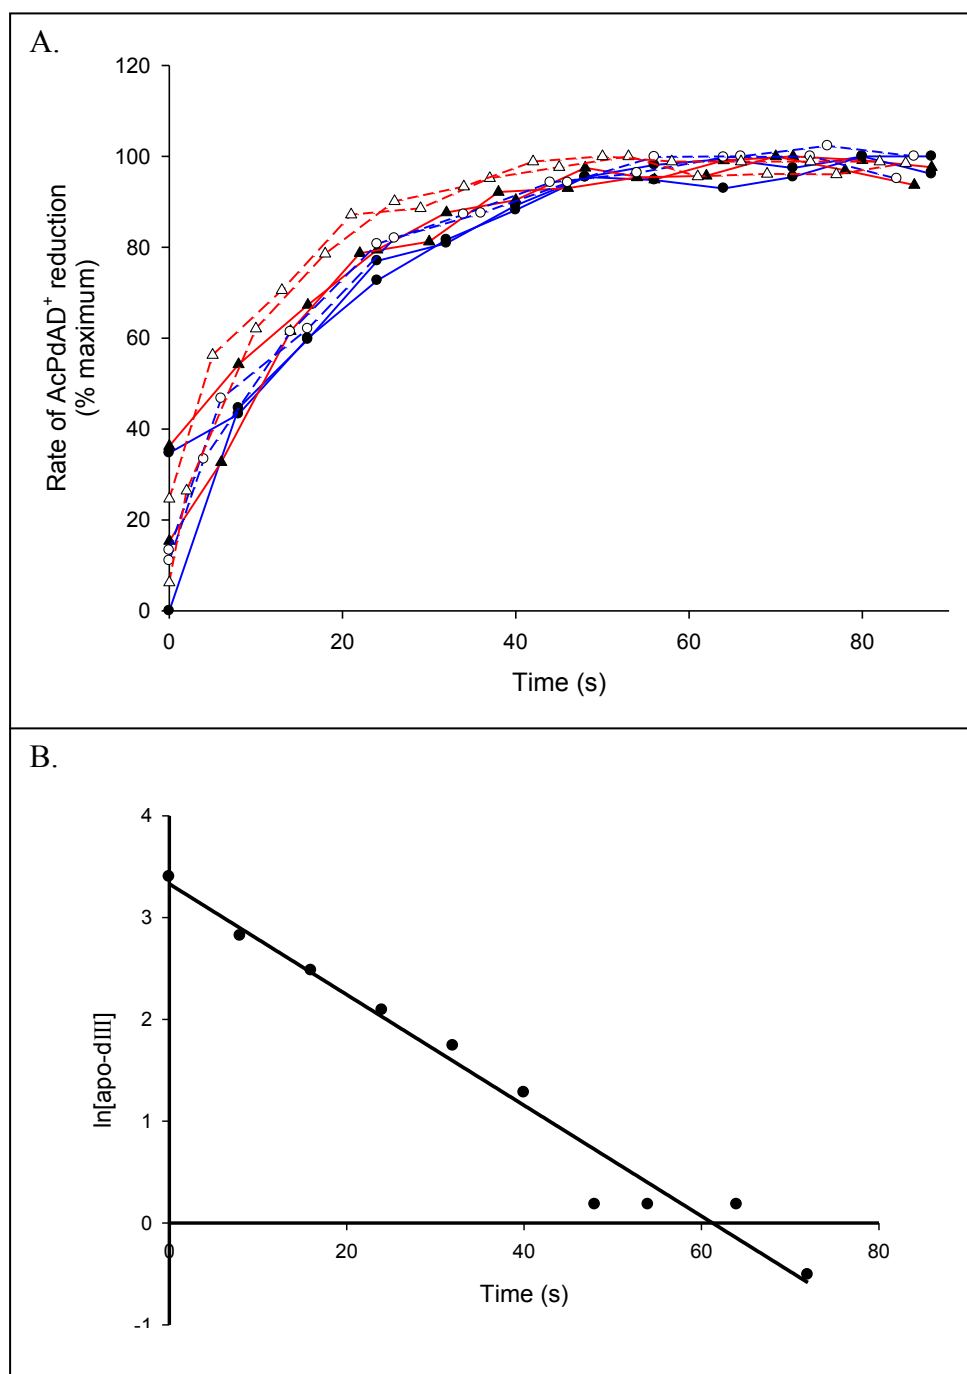 A.
120
100
80
60
40
20
0
Rate of AcPdAD⁺ reduction
(% maximum)
0 20 40 60 80
Time (s)
B.
4
3
2
1
0
-1
ln[apo-dIII]
0 20 40 60 80
Time (s)